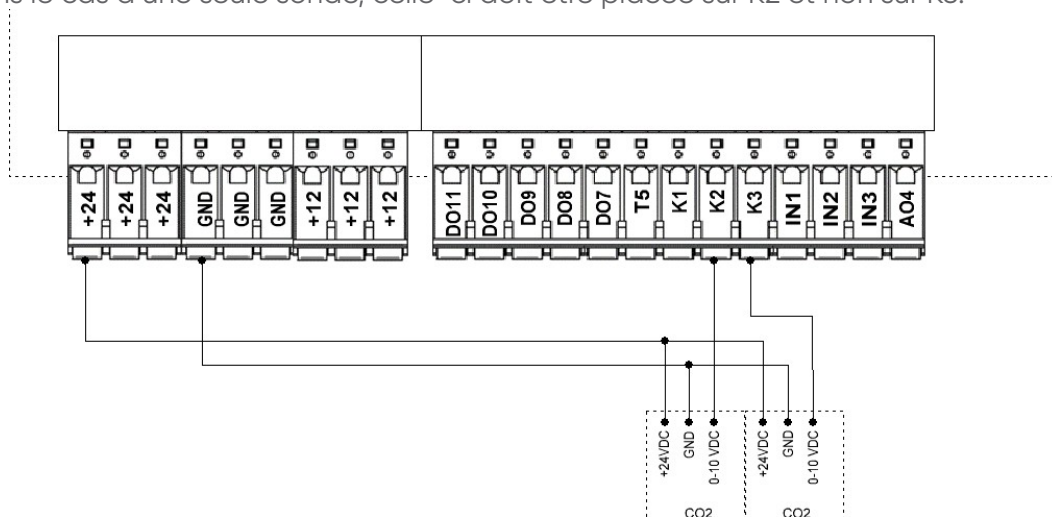 le cas d'une seule sonde, celle-ci doit être placée sur K2 et non sur K3.
+24 +24 +24 GND GND GND +12 +12 +12 DO11 DO10 DO9 DO8 DO7 T5 K1 K2 K3 IN1 IN2 IN3 AO4
+24VDC GND 0-10 VDC +24VDC GND 0-10 VDC
CO2 CO2